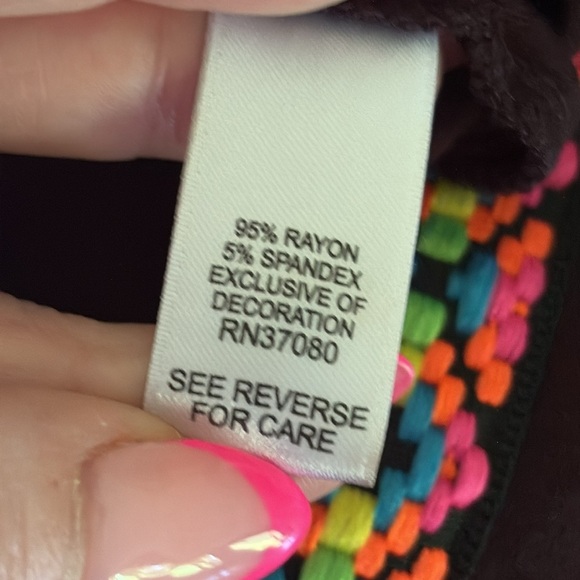 95% RAYON
5% SPANDEX
EXCLUSIVE OF
DECORATION
RN37080
SEE REVERSE
FOR CARE